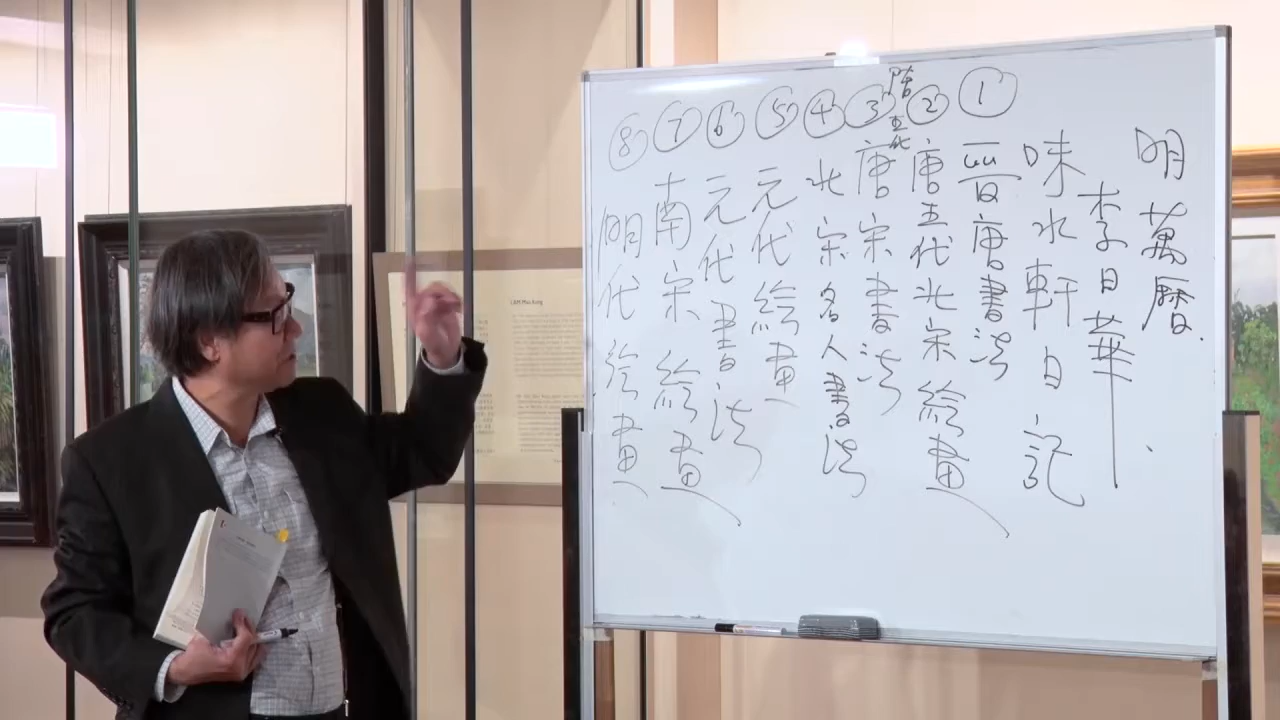 明萬曆
李日華
味水軒日記
① 晉唐書法
② 唐五代北宋繪畫
③ 隋 唐五代宋書法
④ 北宋名人書法
⑤ 元代繪畫
⑥ 元代書法
⑦ 南宋繪畫
⑧ 明代繪畫